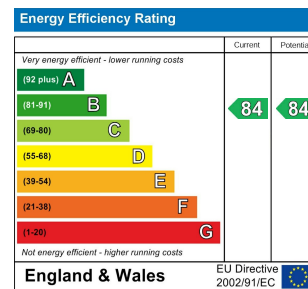 Energy Efficiency Rating
Current Potentia
Very energy efficient - lower running costs
(92 plus) A
(81-91) B 84 84
(69-80) C
(55-68) D
(39-54) E
(21-38) F
(1-20) G
Not energy efficient - higher running costs
England & Wales
EU Directive
2002/91/EC